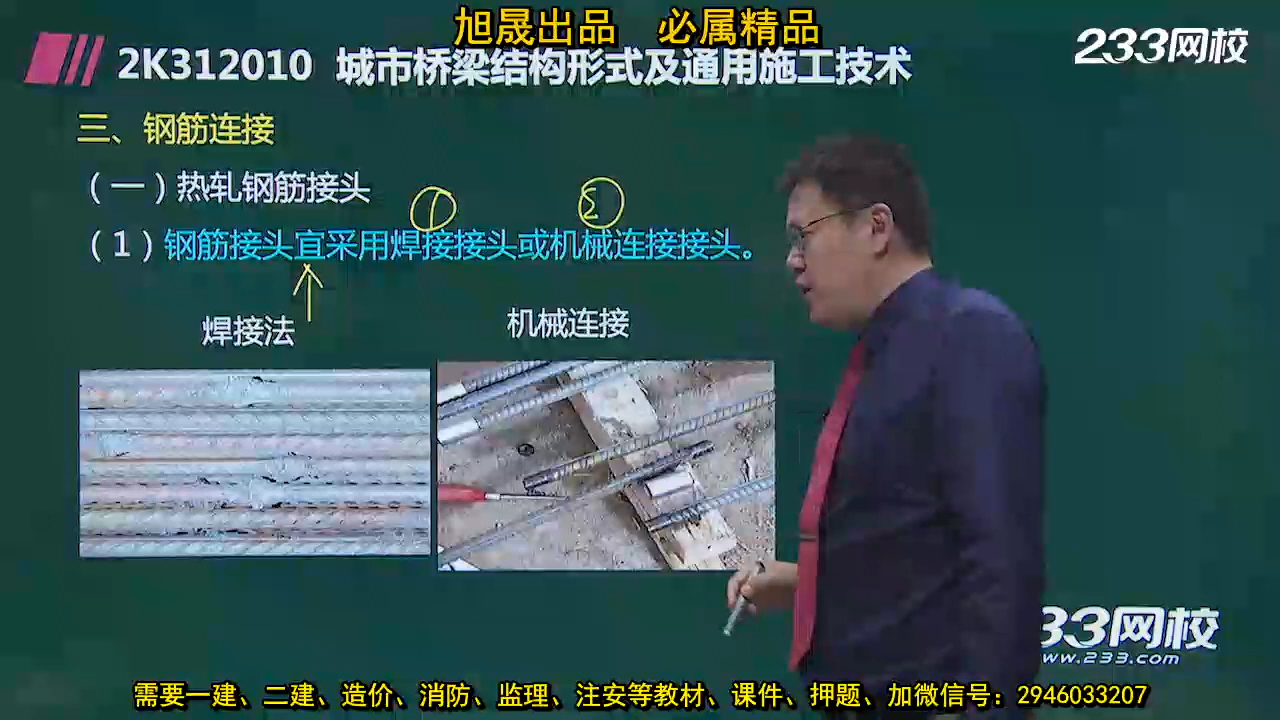 旭晟出品 必属精品
2K312010 城市桥梁结构形式及通用施工技术
233网校
三、钢筋连接
（一）热轧钢筋接头
① ②
（1）钢筋接头宜采用焊接接头或机械连接接头。
焊接法
机械连接
33网校
ww.233.com
需要一建、二建、造价、消防、监理、注安等教材、课件、押题、加微信号：2946033207